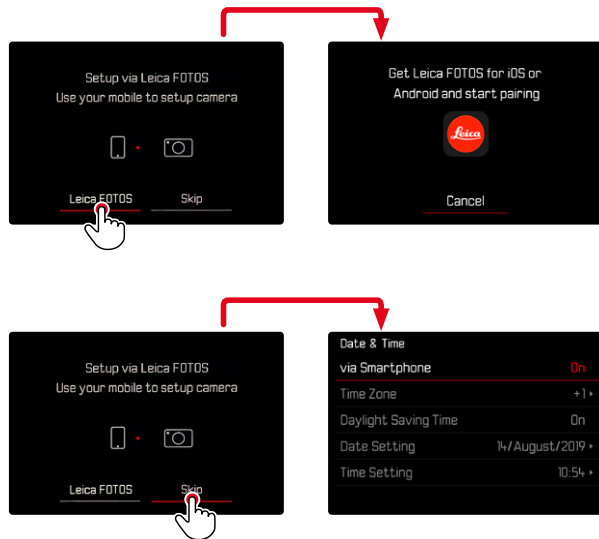 Setup via Leica FOTOS
Use your mobile to setup camera
Leica FOTOS Skip
Get Leica FOTOS for iOS or
Android and start pairing
Leica
Cancel
Setup via Leica FOTOS
Use your mobile to setup camera
Leica FOTOS Skip
Date & Time
via Smartphone On
Time Zone +1
Daylight Saving Time On
Date Setting 14/August/2019
Time Setting 10:54